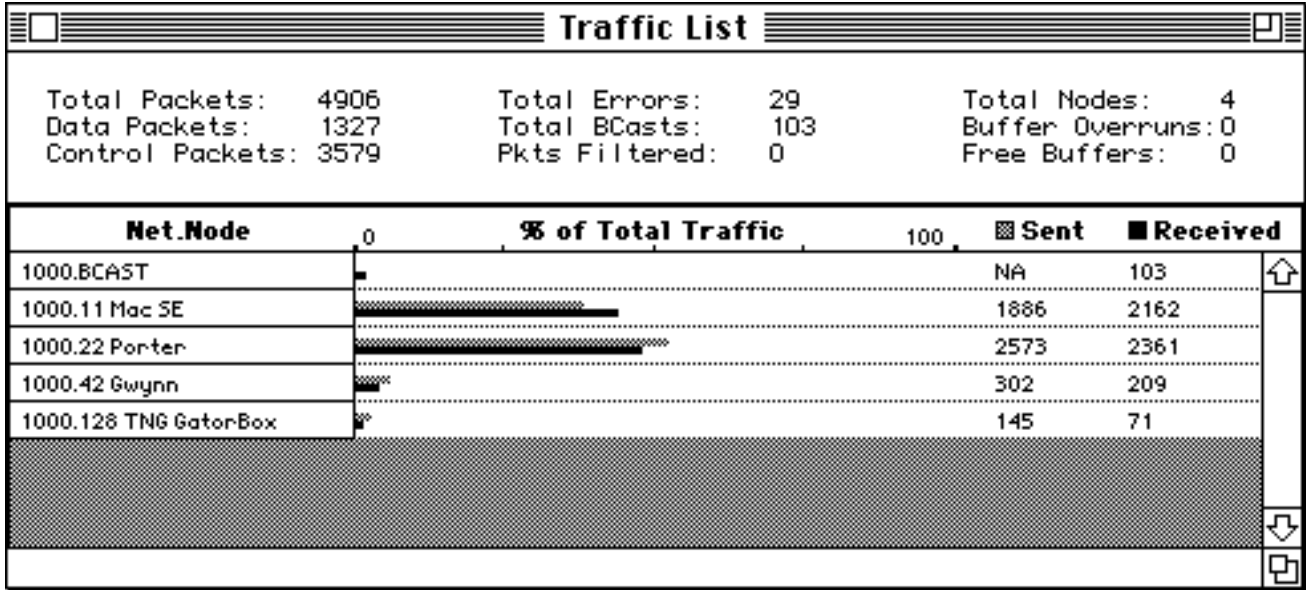 Traffic List
Total Packets: 4906 Total Errors: 29 Total Nodes: 4
Data Packets: 1327 Total BCasts: 103 Buffer Overruns:0
Control Packets: 3579 Pkts Filtered: 0 Free Buffers: 0
Net.Node 0 % of Total Traffic 100 Sent Received
1000.BCAST NA 103
1000.11 Mac SE 1886 2162
1000.22 Porter 2573 2361
1000.42 Gwynn 302 209
1000.128 TNG GatorBox 145 71